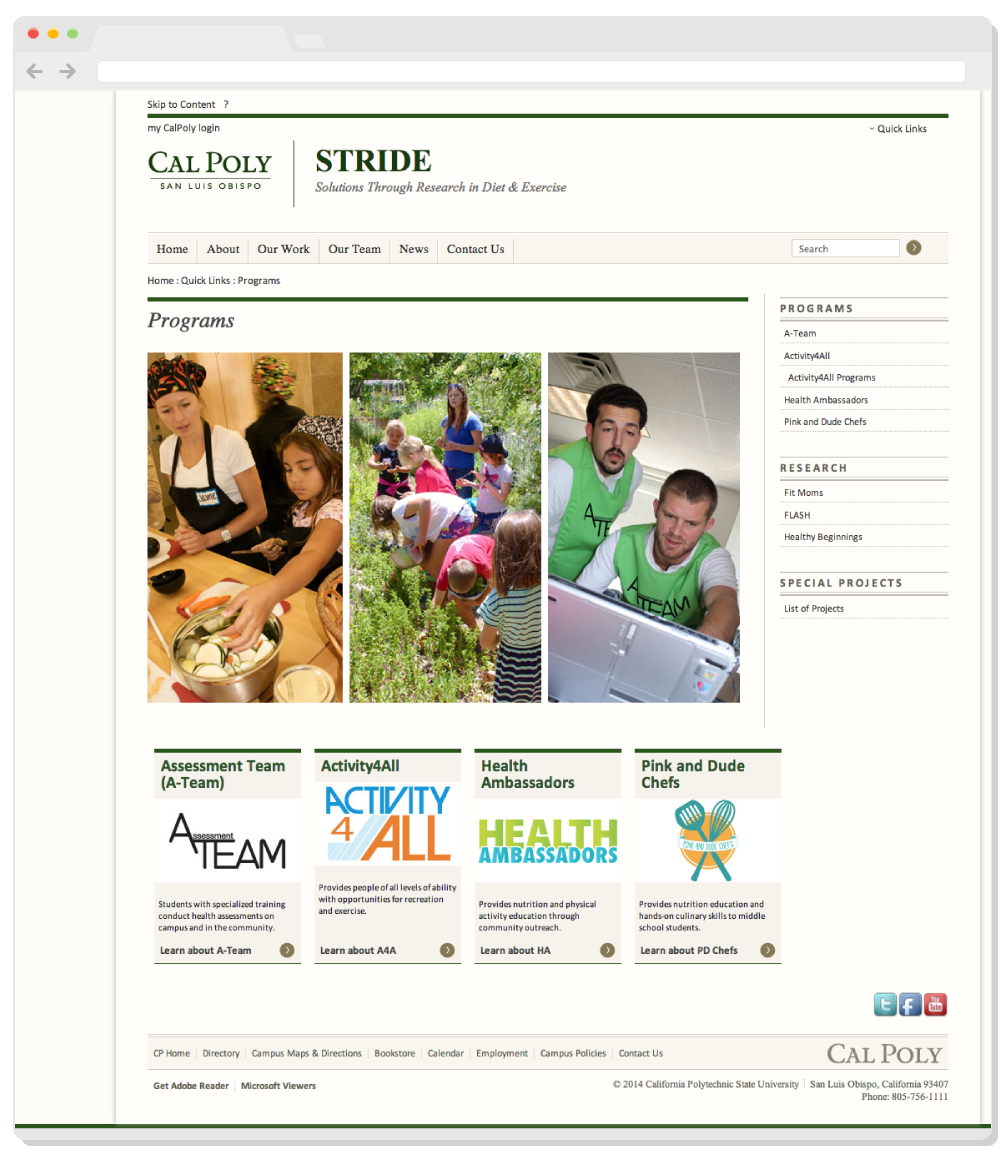 Skip to Content ?
my CalPoly login
Quick Links
CAL POLY
SAN LUIS OBISPO
STRIDE
Solutions Through Research in Diet & Exercise
Home About Our Work Our Team News Contact Us
Search
Home : Quick Links : Programs
Programs
A-TEAM
A-TEAM
PROGRAMS
A-Team
Activity4All
Activity4All Programs
Health Ambassadors
Pink and Dude Chefs
RESEARCH
Fit Moms
FLASH
Healthy Beginnings
SPECIAL PROJECTS
List of Projects
Assessment Team
(A-Team)
Assessment
A-TEAM
Students with specialized training
conduct health assessments on
campus and in the community.
Learn about A-Team
Activity4All
ACTIVITY
4 ALL
Provides people of all levels of ability
with opportunities for recreation
and exercise.
Learn about A4A
Health
Ambassadors
HEALTH
AMBASSADORS
Provides nutrition and physical
activity education through
community outreach.
Learn about HA
Pink and Dude
Chefs
PINK AND DUDE CHEFS
Provides nutrition education and
hands-on culinary skills to middle
school students.
Learn about PD Chefs
t f You Tube
CP Home Directory Campus Maps & Directions Bookstore Calendar Employment Campus Policies Contact Us
CAL POLY
Get Adobe Reader Microsoft Viewers
© 2014 California Polytechnic State University San Luis Obispo, California 93407
Phone: 805-756-1111